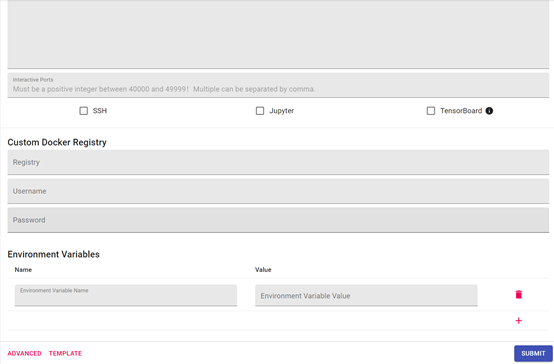 Interactive Ports
Must be a positive integer between 40000 and 49999! Multiple can be separated by comma.
SSH Jupyter TensorBoard
Custom Docker Registry
Registry
Username
Password
Environment Variables
Name Value
Environment Variable Name
Environment Variable Value
ADVANCED TEMPLATE SUBMIT